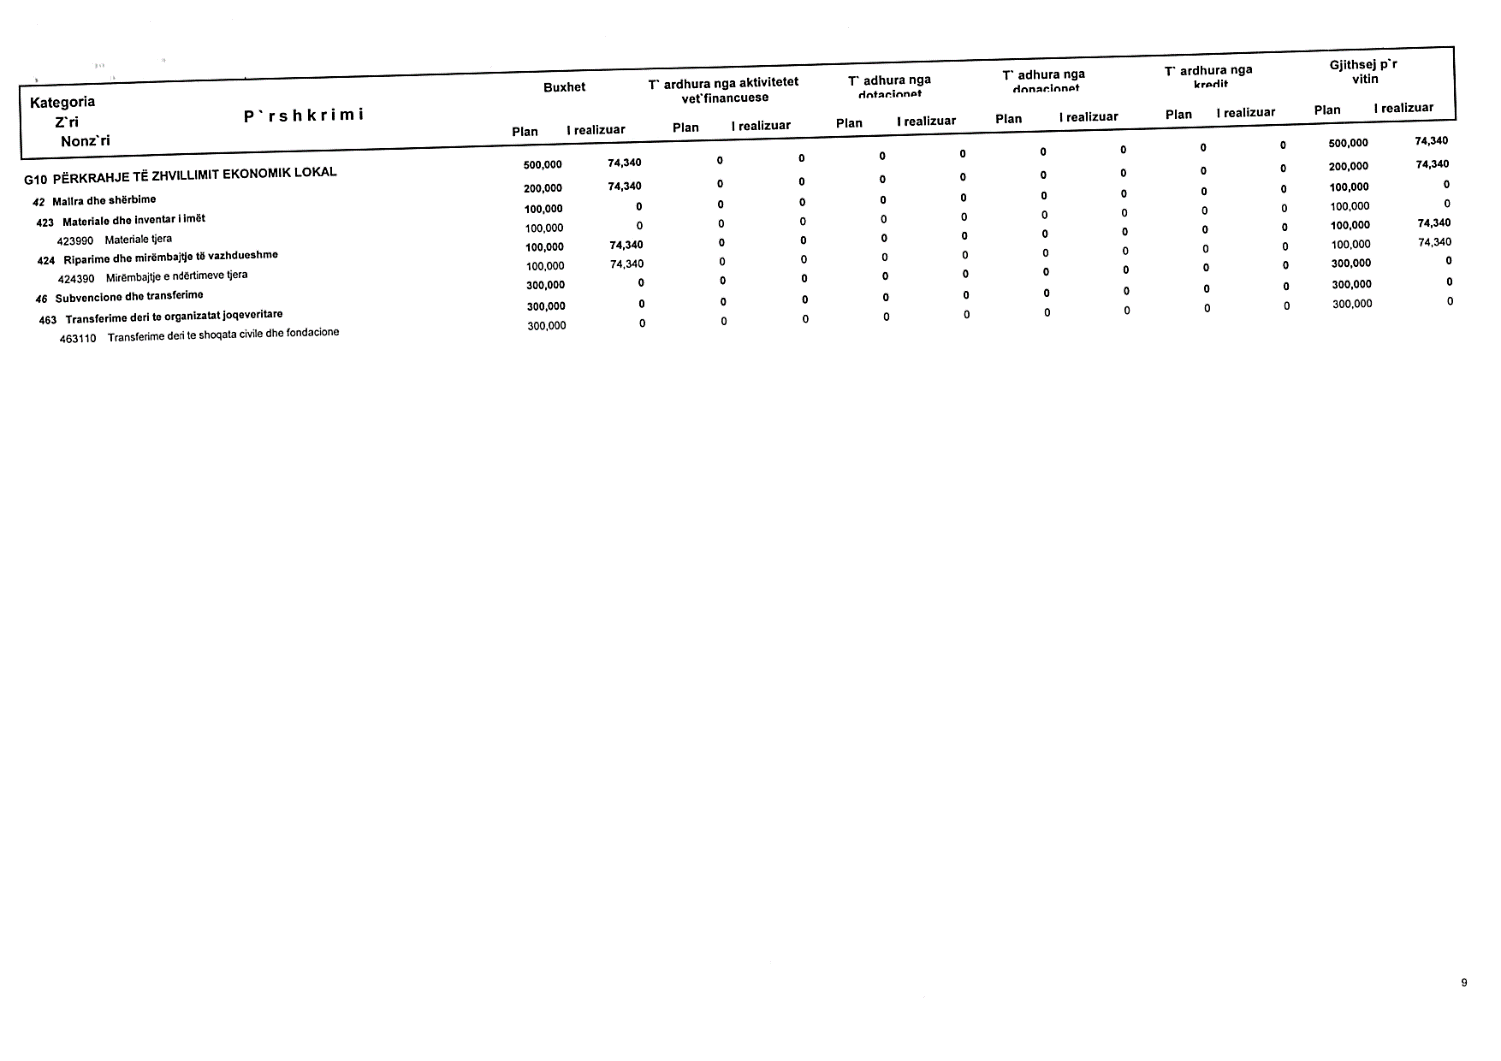 Buxhet T` ardhura nga aktivitetet T` adhura nga T` adhura nga T` ardhura nga Gjithsej p`r
Kategoria vet`financuese dotacionet donacionet kredit vitin
Z`ri P`rshkrimi
Nonz`ri Plan I realizuar Plan I realizuar Plan I realizuar Plan I realizuar Plan I realizuar Plan I realizuar
G10 PËRKRAHJE TË ZHVILLIMIT EKONOMIK LOKAL 500,000 74,340 0 0 0 0 0 0 0 0 500,000 74,340
42 Mallra dhe shërbime 200,000 74,340 0 0 0 0 0 0 0 0 200,000 74,340
423 Materiale dhe inventar i imët 100,000 0 0 0 0 0 0 0 0 0 100,000 0
423990 Materiale tjera 100,000 0 0 0 0 0 0 0 0 0 100,000 0
424 Riparime dhe mirëmbajtje të vazhdueshme 100,000 74,340 0 0 0 0 0 0 0 0 100,000 74,340
424390 Mirëmbajtje e ndërtimeve tjera 100,000 74,340 0 0 0 0 0 0 0 0 100,000 74,340
46 Subvencione dhe transferime 300,000 0 0 0 0 0 0 0 0 0 300,000 0
463 Transferime deri te organizatat joqeveritare 300,000 0 0 0 0 0 0 0 0 0 300,000 0
463110 Transferime deri te shoqata civile dhe fondacione 300,000 0 0 0 0 0 0 0 0 0 300,000 0
9